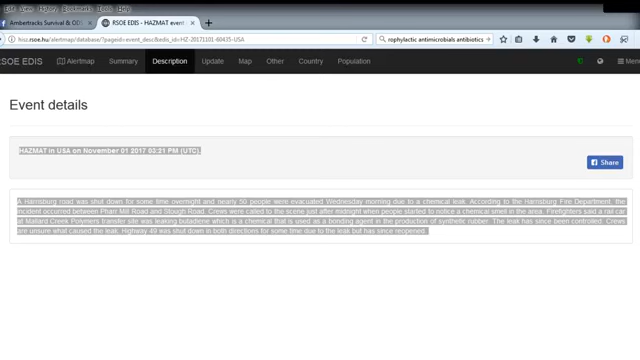 File Edit View History Bookmarks Tools Help
Ambertracks Survival & OD
RSOE EDIS - HAZMAT event
hisz.rsoe.hu/alertmap/database/?pageid=event_desc&edis_id=HZ-20171101-60435-USA
rophylactic antimicrobials antibiotics
RSOE EDIS Alertmap Summary Description Update Map Other Country Population Menu
Event details
HAZMAT in USA on November 01 2017 02:21 PM (UTC).
Share
A Harrisburg road was shut down for some time overnight and nearly 50 people were evacuated Wednesday morning due to a chemical leak. According to the Harrisburg Fire Department, the
incident occurred between Pharr Mill Road and Stough Road. Crews were called to the scene just after midnight when people started to notice a chemical smell in the area. Firefighters said a rail car
at Mallard Creek Polymers transfer site was leaking butadiene which is a chemical that is used as a bonding agent in the production of synthetic rubber. The leak has since been controlled. Crews
are unsure what caused the leak. Highway 49 was shut down in both directions for some time due to the leak but has since reopened.